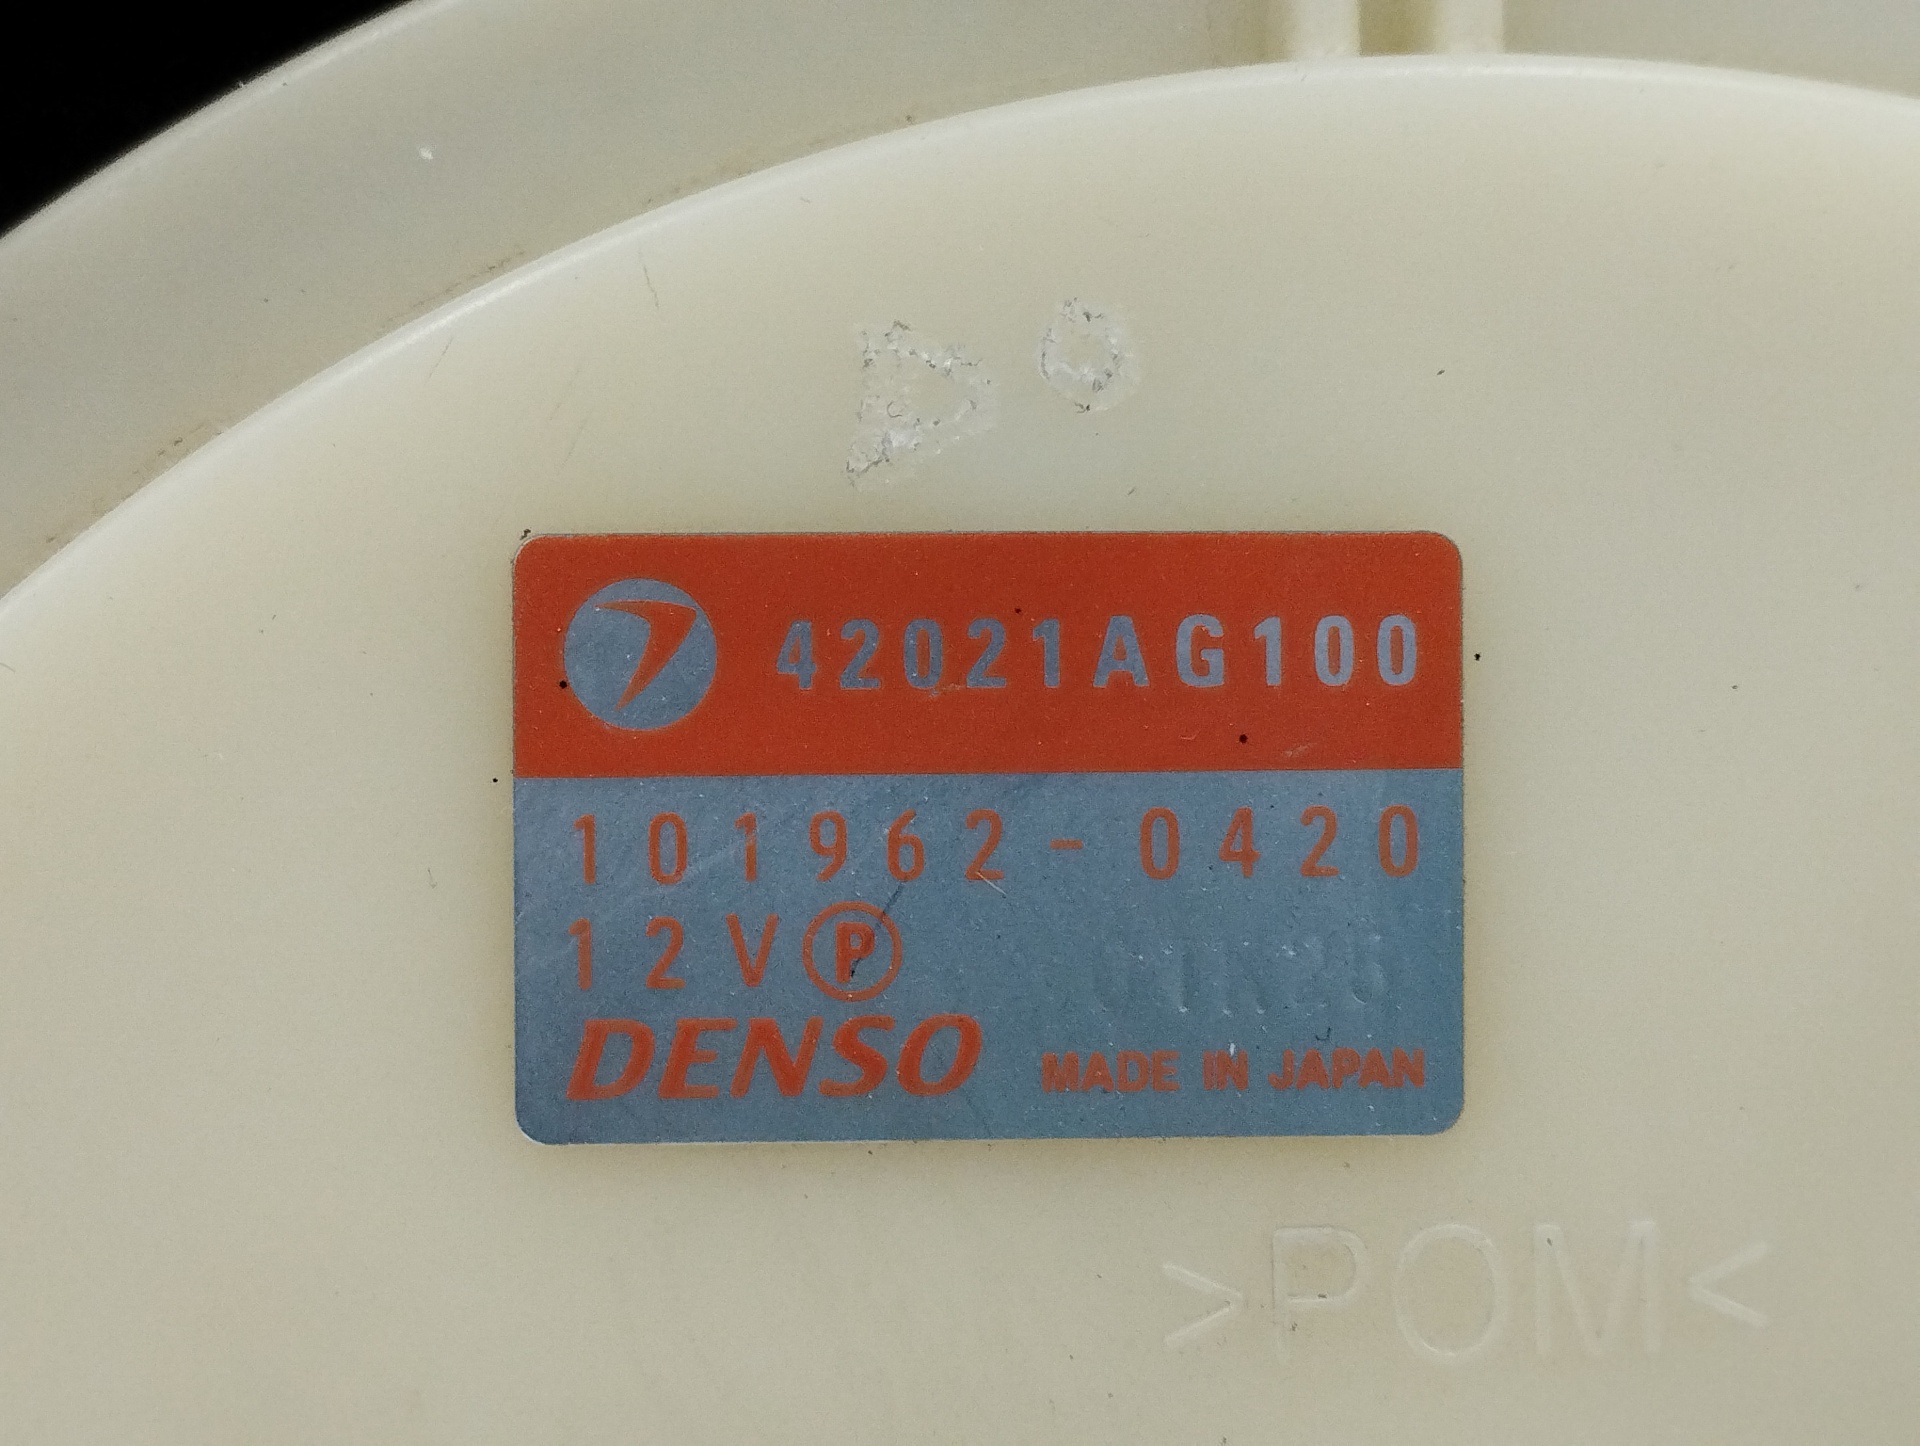 42021AG100
101962-0420
12V Ⓟ
DENSO MADE IN JAPAN
>POM<